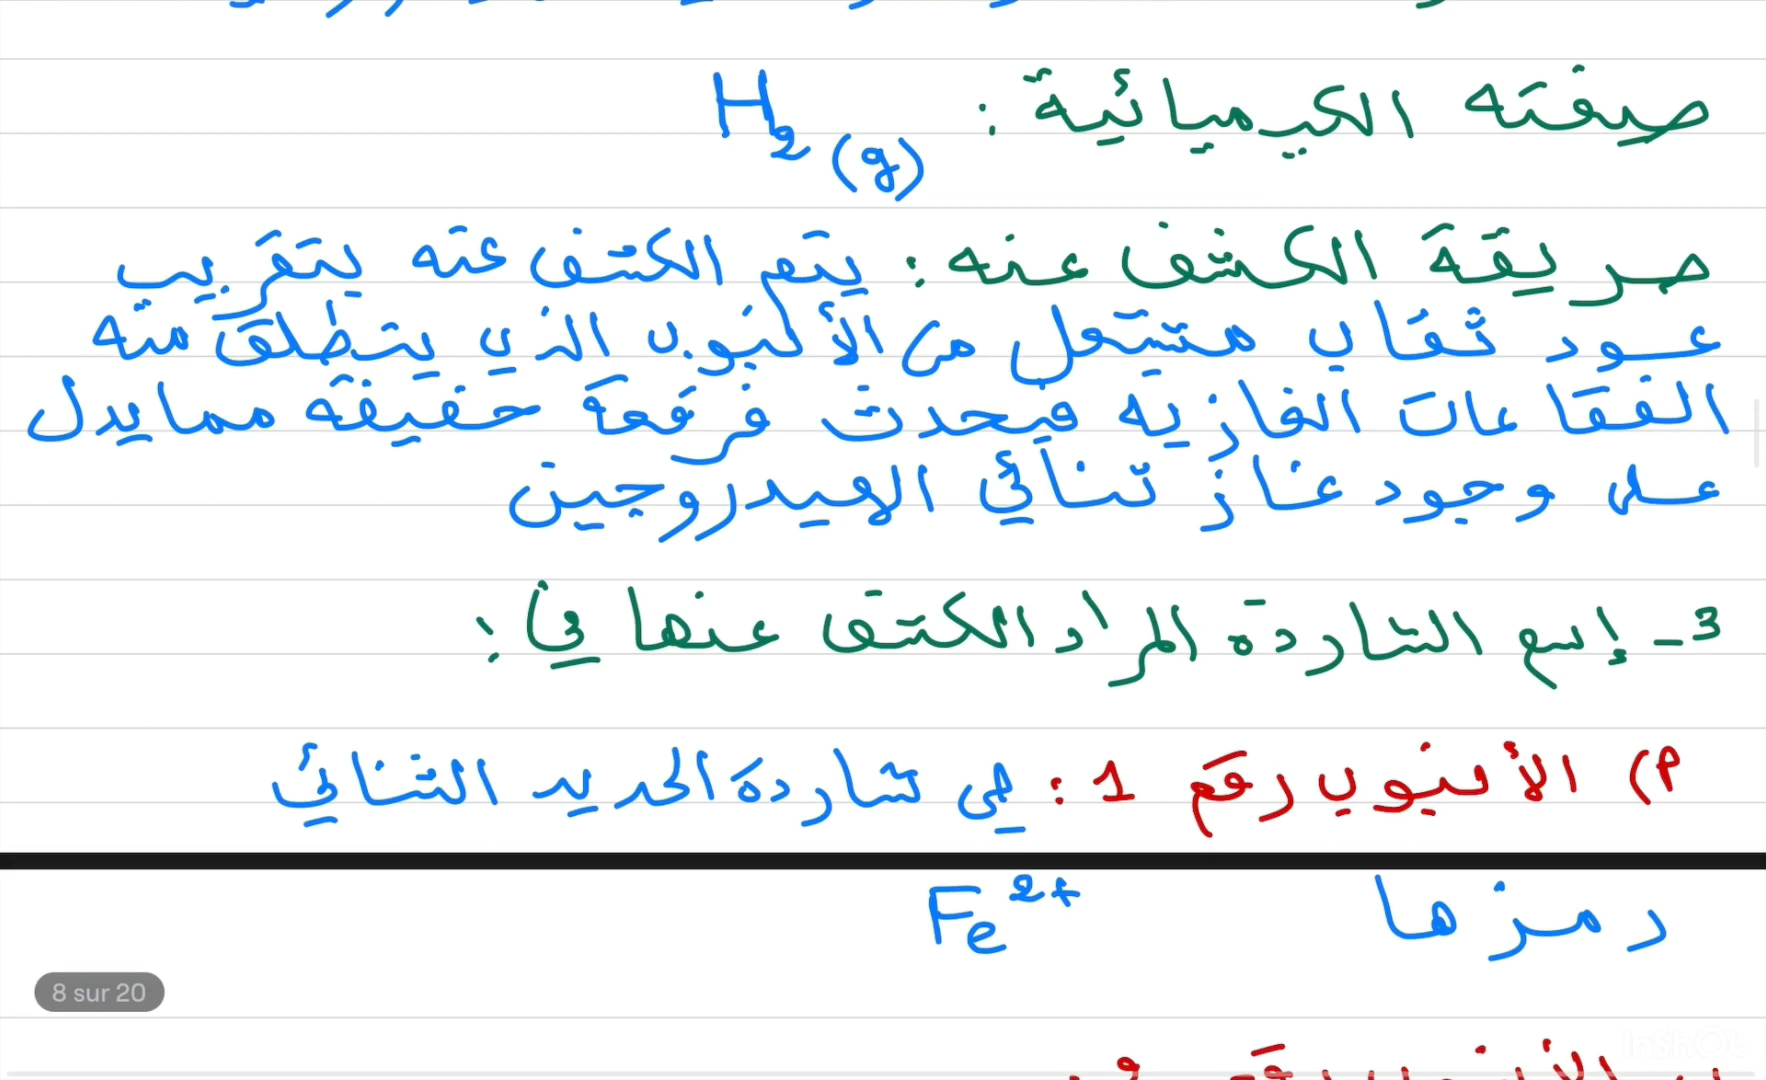 صيغته الكيميائية : H₂(g)
طريقة الكشف عنه : يتم الكشف عنه بتقريب
عود ثقاب مشتعل من الأنبوب الذي ينطلق منه
الفقاعات الغازية فيحدث فرقعة خفيفة مما يدل
على وجود غاز ثنائي الهيدروجين
3- إسم الشاردة المراد الكشف عنها في :
أ) الأنبوب رقم 1 : هي شاردة الحديد الثنائي
رمزها Fe²⁺
8 sur 20
InShOt